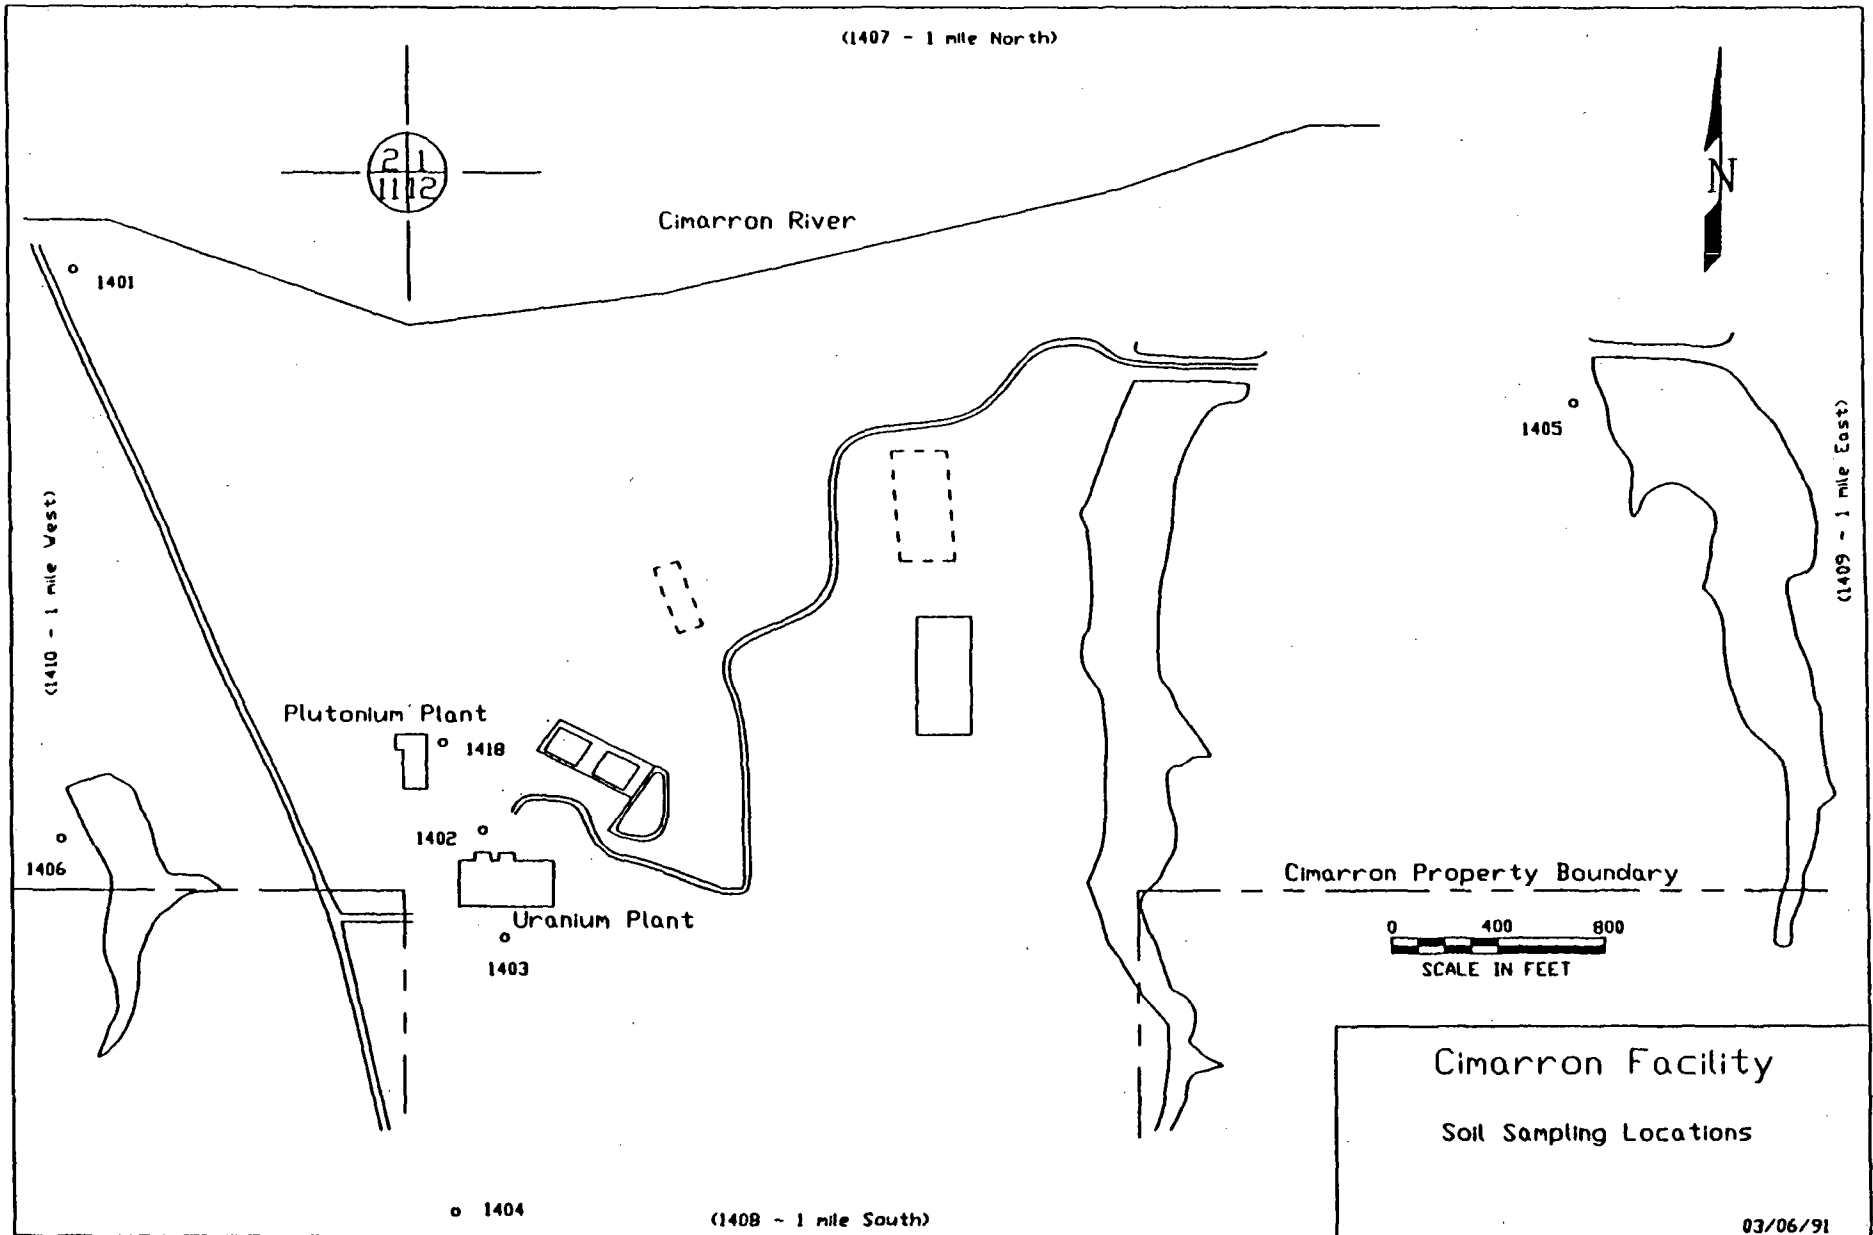 (1407 - 1 mile North)
2 1
11 12
N
Cimarron River
1401
1405
(1409 - 1 mile East)
(1410 - 1 mile West)
Plutonium Plant
1418
1402
1406
Cimarron Property Boundary
Uranium Plant
0 400 800
SCALE IN FEET
1403
Cimarron Facility
Soil Sampling Locations
1404
(1408 - 1 mile South)
03/06/91